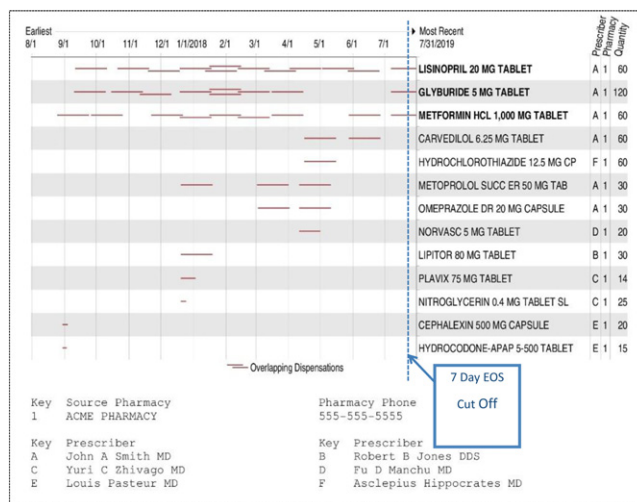 Earliest
Most Recent
8/1 9/1 10/1 11/1 12/1 1/1/2018 2/1 3/1 4/1 5/1 6/1 7/1 7/31/2019 Prescriber Pharmacy Quantity
LISINOPRIL 20 MG TABLET A 1 60
GLYBURIDE 5 MG TABLET A 1 120
METFORMIN HCL 1,000 MG TABLET A 1 60
CARVEDILOL 6.25 MG TABLET A 1 60
HYDROCHLOROTHIAZIDE 12.5 MG CP F 1 60
METOPROLOL SUCC ER 50 MG TAB A 1 30
OMEPRAZOLE DR 20 MG CAPSULE A 1 30
NORVASC 5 MG TABLET D 1 20
LIPITOR 80 MG TABLET B 1 30
PLAVIX 75 MG TABLET C 1 14
NITROGLYCERIN 0.4 MG TABLET SL C 1 25
CEPHALEXIN 500 MG CAPSULE E 1 20
HYDROCODONE-APAP 5-500 TABLET E 1 15
Overlapping Dispensations
7 Day EOS
Cut Off
Key Source Pharmacy Pharmacy Phone
1 ACME PHARMACY 555-555-5555
Key Prescriber Key Prescriber
A John A Smith MD B Robert B Jones DDS
C Yuri C Zhivago MD D Fu D Manchu MD
E Louis Pasteur MD F Asclepius Hippocrates MD